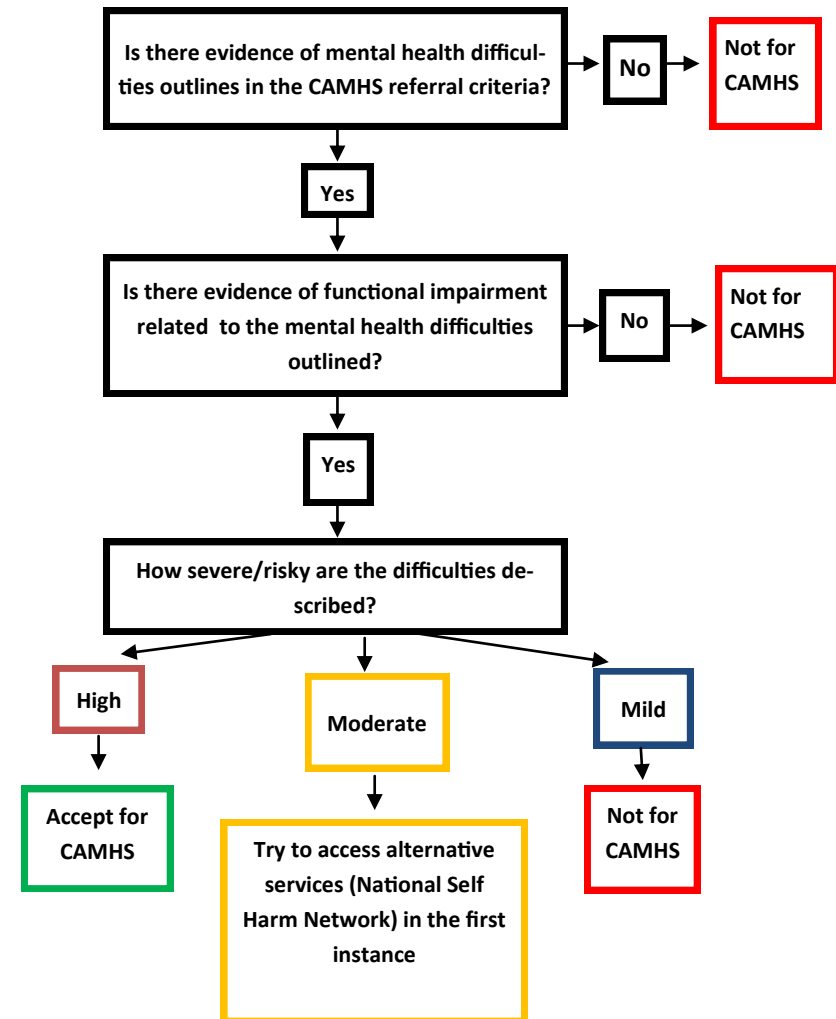 Is there evidence of mental health difficul-
ties outlines in the CAMHS referral criteria?
No
Not for
CAMHS
Yes
Is there evidence of functional impairment
related  to the mental health difficulties
outlined?
No
Not for
CAMHS
Yes
How severe/risky are the difficulties de-
scribed?
High
Moderate
Mild
Accept for
CAMHS
Try to access alternative
services (National Self
Harm Network) in the first
instance
Not for
CAMHS